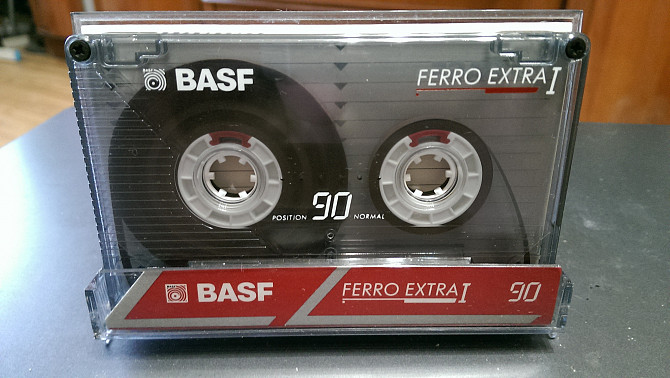 BASF
FERRO EXTRA I
POSITION 90 NORMAL
BASF FERRO EXTRA I 90